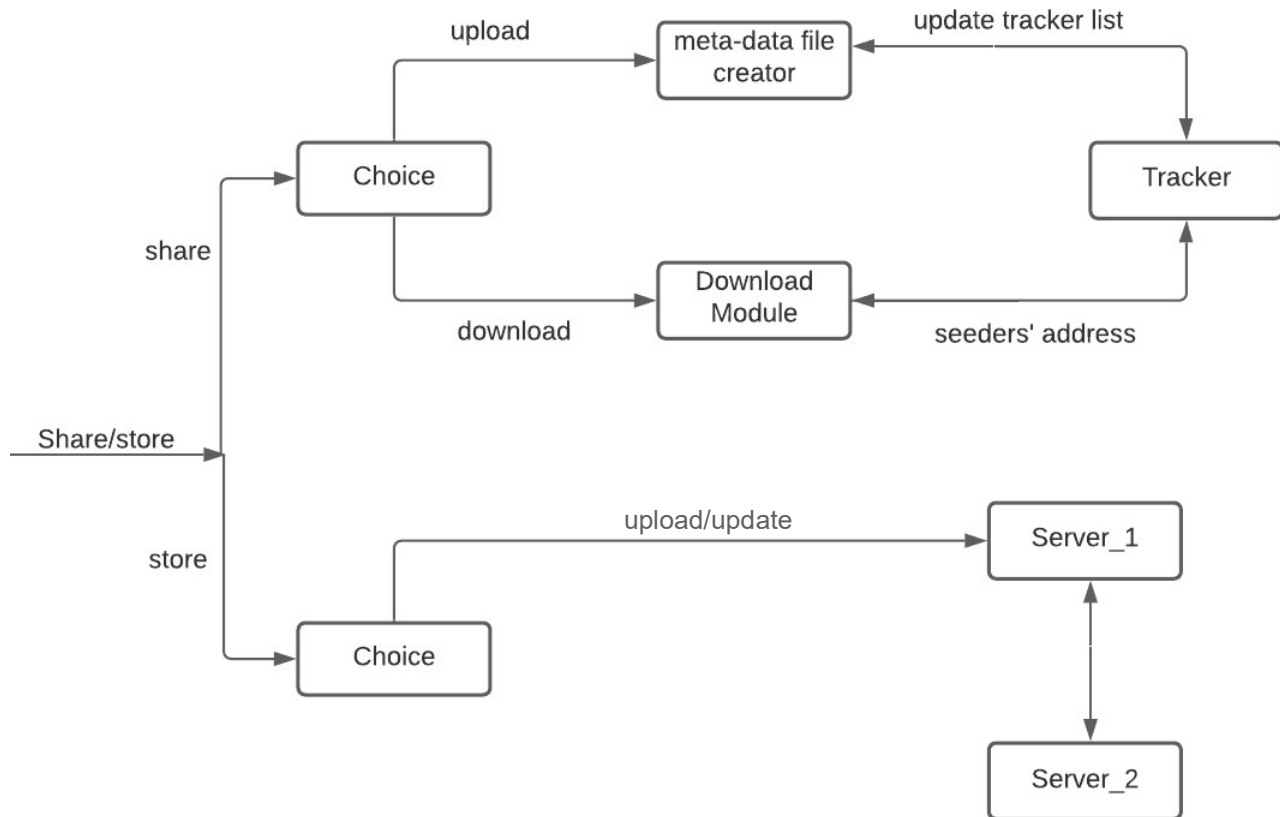 upload
update tracker list
meta-data file
creator
Choice
Tracker
share
Download
Module
download
seeders' address
Share/store
upload/update
Server_1
store
Choice
Server_2